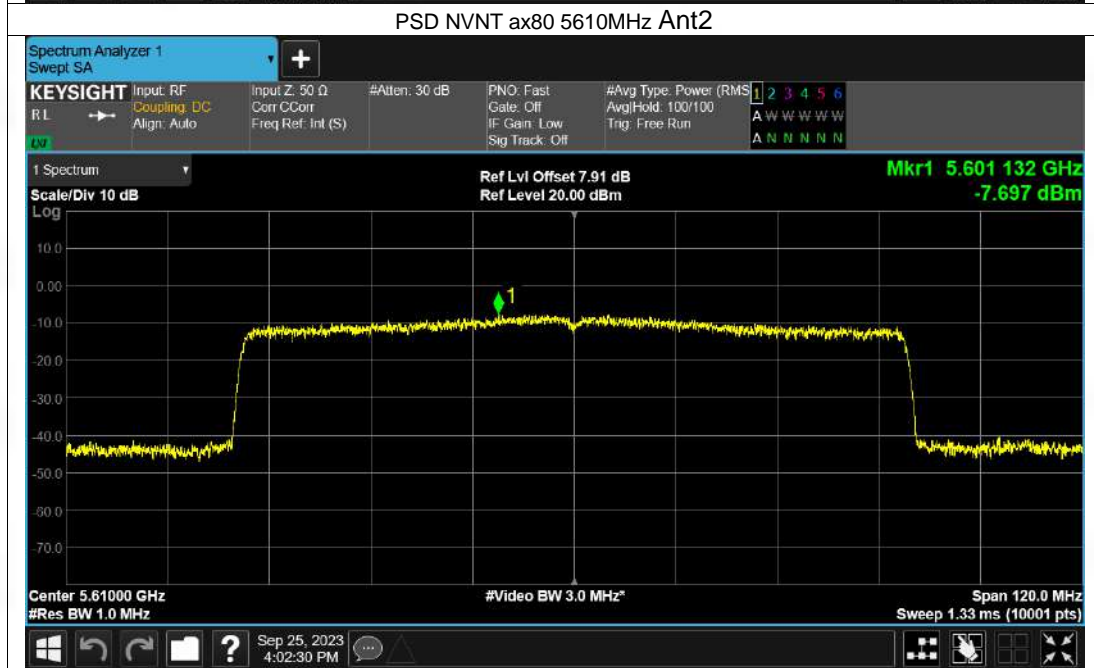 PSD NVNT ax80 5610MHz Ant2
Spectrum Analyzer 1
Swept SA
+
KEYSIGHT Input: RF Input Z: 50 Ω #Atten: 30 dB PNO: Fast #Avg Type: Power (RMS 1 2 3 4 5 6
R L Coupling: DC Corr CCorr Gate: Off Avg|Hold: 100/100 A W W W W W
Align: Auto Freq Ref: Int (S) IF Gain: Low Trig: Free Run
Sig Track: Off A N N N N N
1 Spectrum Ref Lvl Offset 7.91 dB Mkr1 5.601 132 GHz
Scale/Div 10 dB Ref Level 20.00 dBm -7.697 dBm
Log
10.0
0.00
1
-10.0
-20.0
-30.0
-40.0
-50.0
-60.0
-70.0
Center 5.61000 GHz #Video BW 3.0 MHz* Span 120.0 MHz
#Res BW 1.0 MHz Sweep 1.33 ms (10001 pts)
? Sep 25, 2023
4:02:30 PM